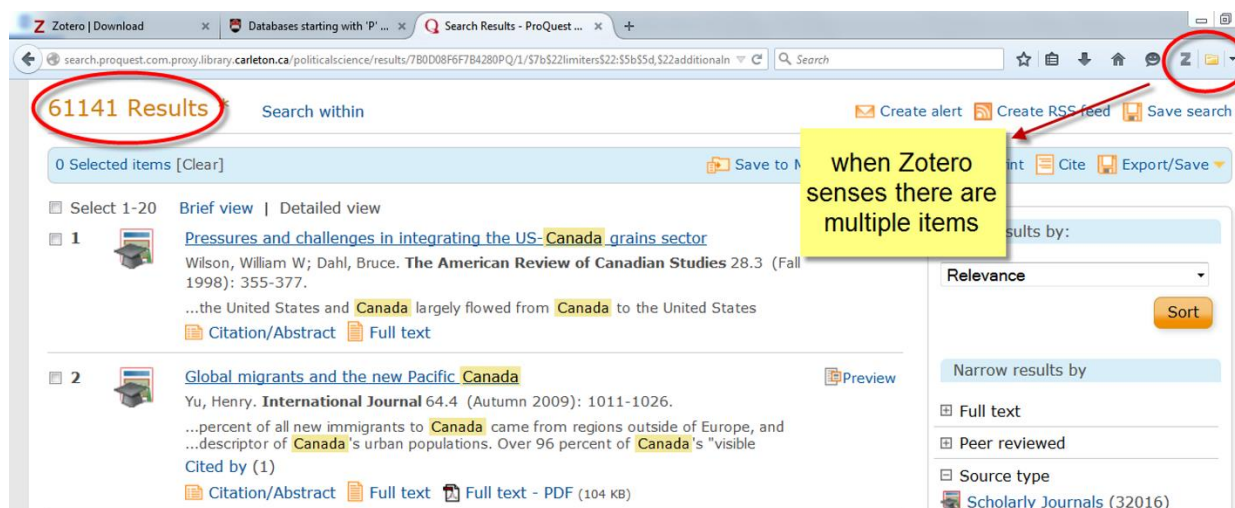 Z Zotero | Download
Databases starting with 'P' ...
Search Results - ProQuest ...
search.proquest.com.proxy.library.carleton.ca/politicalscience/results/7B0D08F6F7B4280PQ/1/$7b$22limiters$22:$5b$5d,$22additionaln
Search
Z
61141 Results *
Search within
Create alert
Create RSS feed
Save search
0 Selected items [Clear]
Save to M
Cite
Export/Save
when Zotero
senses there are
multiple items
Select 1-20 Brief view | Detailed view
1 Pressures and challenges in integrating the US-Canada grains sector
Wilson, William W; Dahl, Bruce. The American Review of Canadian Studies 28.3 (Fall
1998): 355-377.
...the United States and Canada largely flowed from Canada to the United States
Citation/Abstract Full text
2 Global migrants and the new Pacific Canada
Preview
Yu, Henry. International Journal 64.4 (Autumn 2009): 1011-1026.
...percent of all new immigrants to Canada came from regions outside of Europe, and
...descriptor of Canada's urban populations. Over 96 percent of Canada's "visible
Cited by (1)
Citation/Abstract Full text Full text - PDF (104 KB)
by:
Relevance
Sort
Narrow results by
Full text
Peer reviewed
Source type
Scholarly Journals (32016)